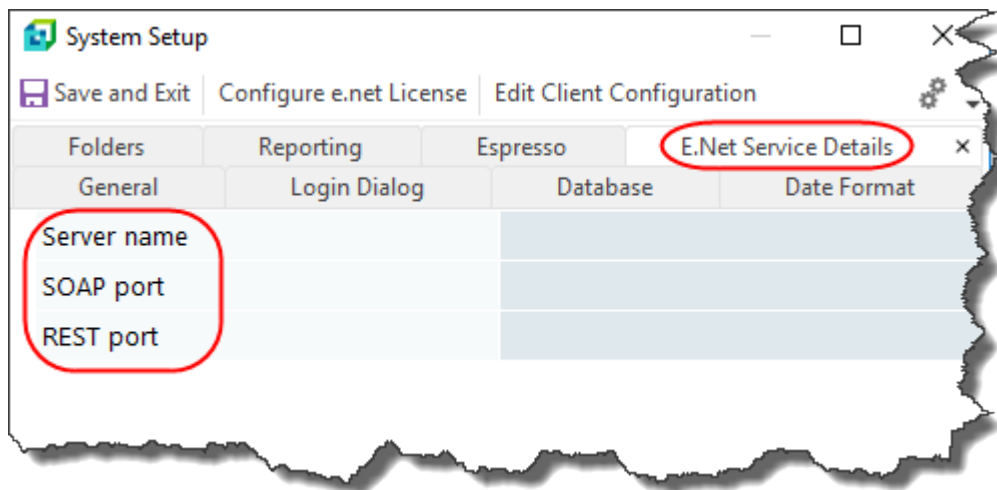 System Setup
Save and Exit Configure e.net License Edit Client Configuration
Folders Reporting Espresso E.Net Service Details
General Login Dialog Database Date Format
Server name
SOAP port
REST port